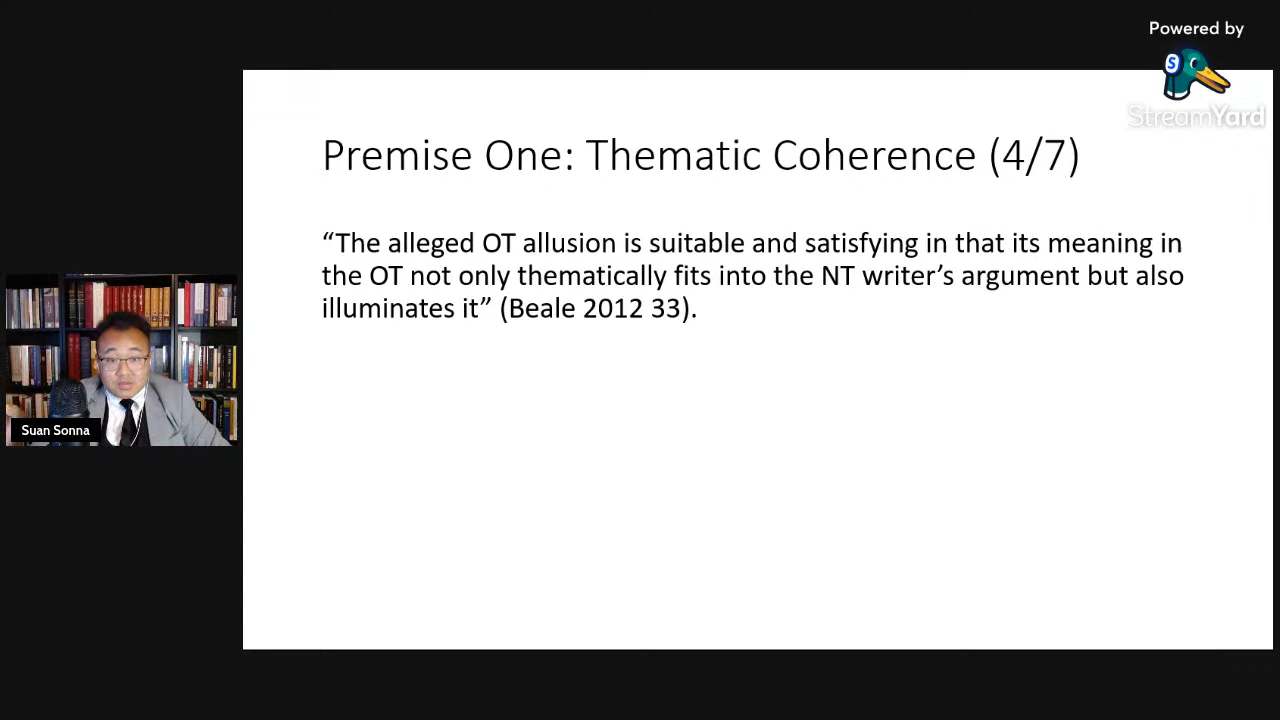 Powered by
S
StreamYard
Premise One: Thematic Coherence (4/7)
“The alleged OT allusion is suitable and satisfying in that its meaning in
the OT not only thematically fits into the NT writer’s argument but also
illuminates it” (Beale 2012 33).
Suan Sonna